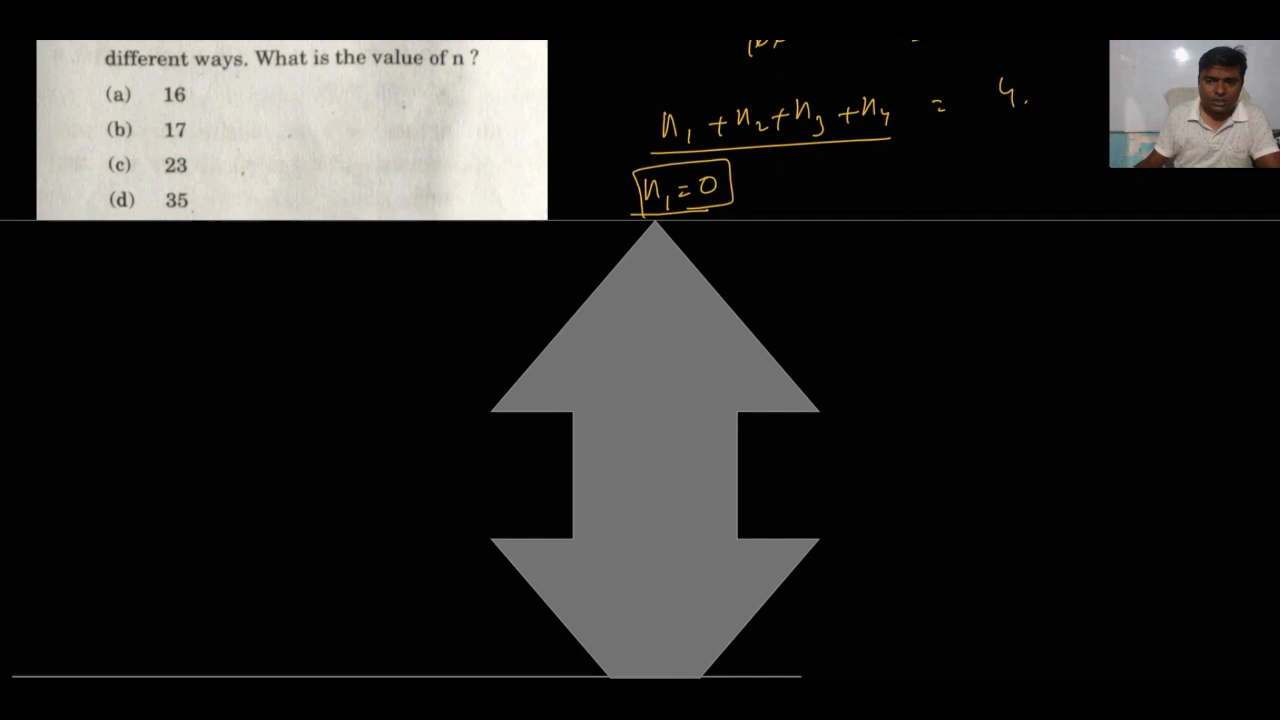 different ways. What is the value of n ?
(a) 16
(b) 17
(c) 23
(d) 35
n₁ + n₂ + n₃ + n₄ = 4.
n₁ = 0